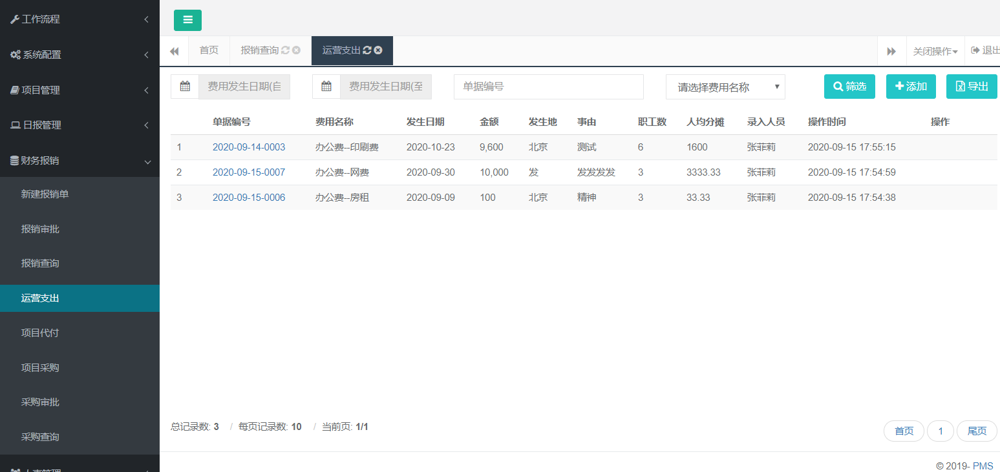 工作流程
系统配置
项目管理
日报管理
财务报销
新建报销单
报销审批
报销查询
运营支出
项目代付
项目采购
采购审批
采购查询
首页 报销查询 运营支出 关闭操作 退出
费用发生日期(自 费用发生日期(至 单据编号 请选择费用名称 筛选 添加 导出
单据编号 费用名称 发生日期 金额 发生地 事由 职工数 人均分摊 录入人员 操作时间 操作
1 2020-09-14-0003 办公费--印刷费 2020-10-23 9,600 北京 测试 6 1600 张菲莉 2020-09-15 17:55:15
2 2020-09-15-0007 办公费--网费 2020-09-30 10,000 发 发发发发 3 3333.33 张菲莉 2020-09-15 17:54:59
3 2020-09-15-0006 办公费--房租 2020-09-09 100 北京 精神 3 33.33 张菲莉 2020-09-15 17:54:38
总记录数: 3 / 每页记录数: 10 / 当前页: 1/1
首页 1 尾页
© 2019- PMS